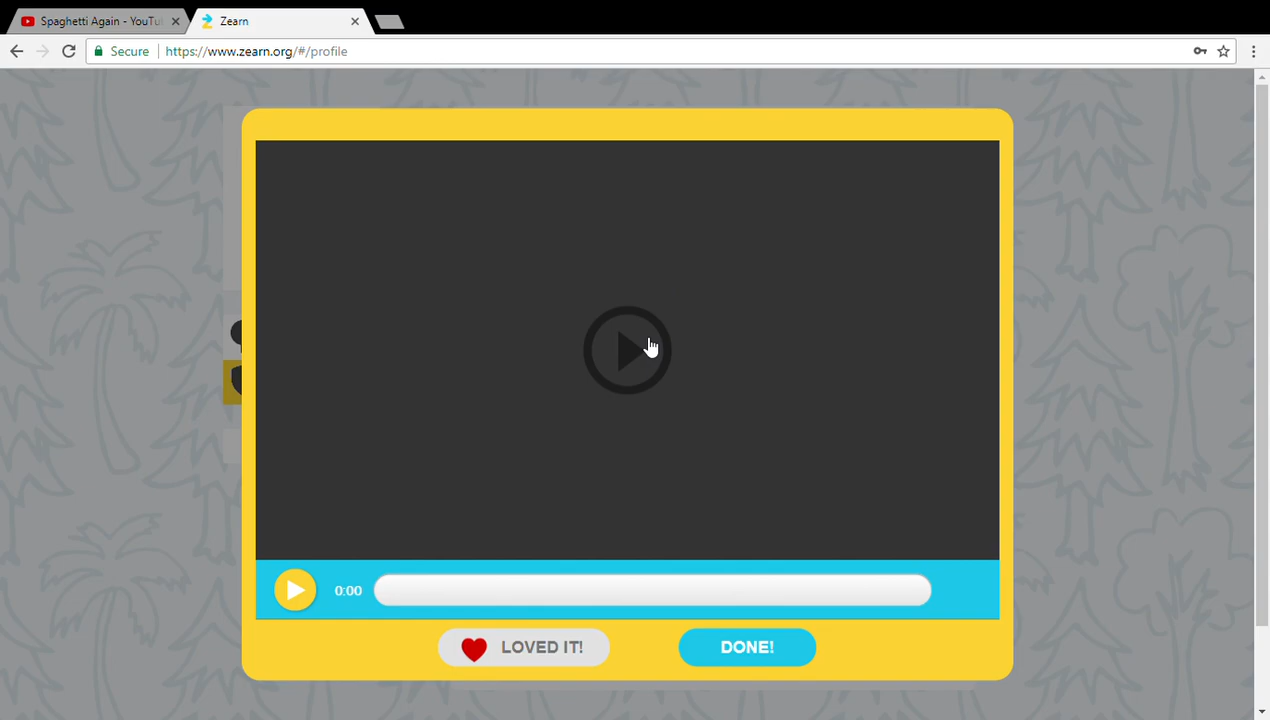 Spaghetti Again - YouTu
Zearn
Secure
https://www.zearn.org/#/profile
0:00
LOVED IT!
DONE!